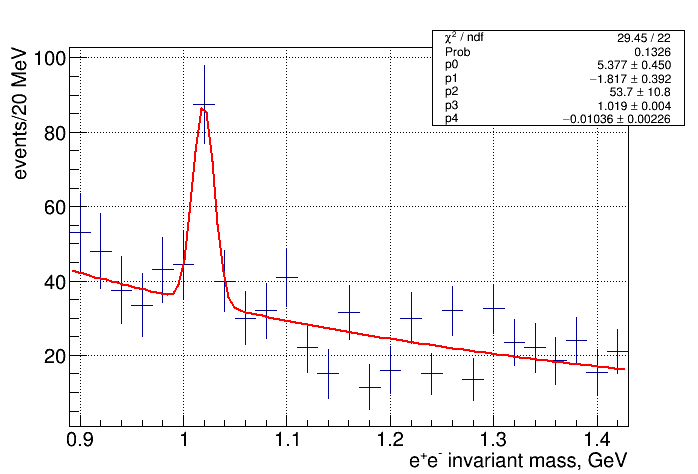 χ² / ndf 29.45 / 22
Prob 0.1326
p0 5.377 ± 0.450
p1 −1.817 ± 0.392
p2 53.7 ± 10.8
p3 1.019 ± 0.004
p4 −0.01036 ± 0.00226
events/20 MeV
100
80
60
40
20
0.9 1 1.1 1.2 1.3 1.4
e⁺e⁻ invariant mass, GeV